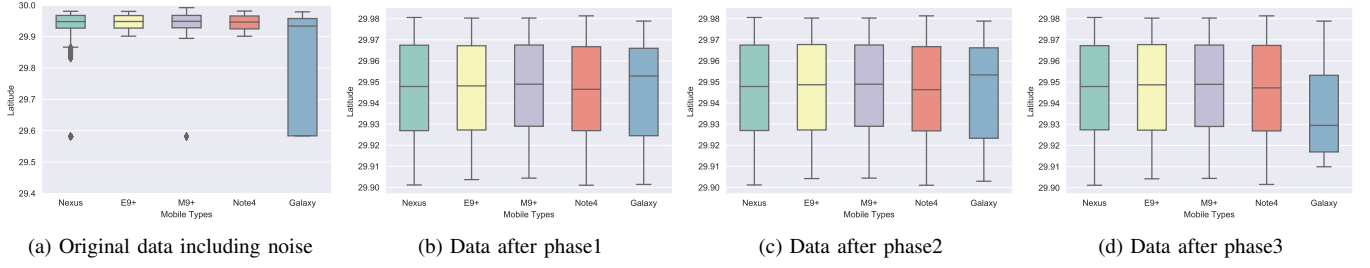 30.0
29.9
29.8
29.7
29.6
29.5
29.4
Latitude
Nexus E9+ M9+ Note4 Galaxy
Mobile Types
(a) Original data including noise
29.98
29.97
29.96
29.95
29.94
29.93
29.92
29.91
29.90
Latitude
Nexus E9+ M9+ Note4 Galaxy
Mobile Types
(b) Data after phase1
29.98
29.97
29.96
29.95
29.94
29.93
29.92
29.91
29.90
Latitude
Nexus E9+ M9+ Note4 Galaxy
Mobile Types
(c) Data after phase2
29.98
29.97
29.96
29.95
29.94
29.93
29.92
29.91
29.90
Latitude
Nexus E9+ M9+ Note4 Galaxy
Mobile Types
(d) Data after phase3